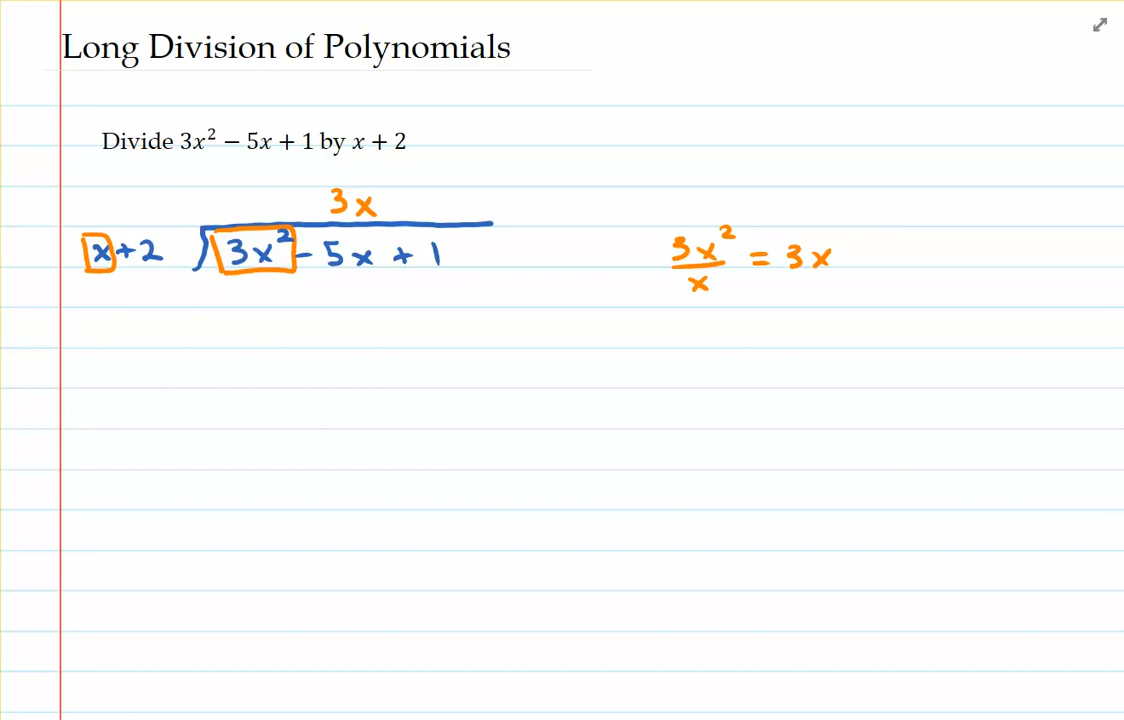 Long Division of Polynomials
Divide 3x² − 5x + 1 by x + 2
3x
x+2 3x² - 5x + 1
3x²/x = 3x